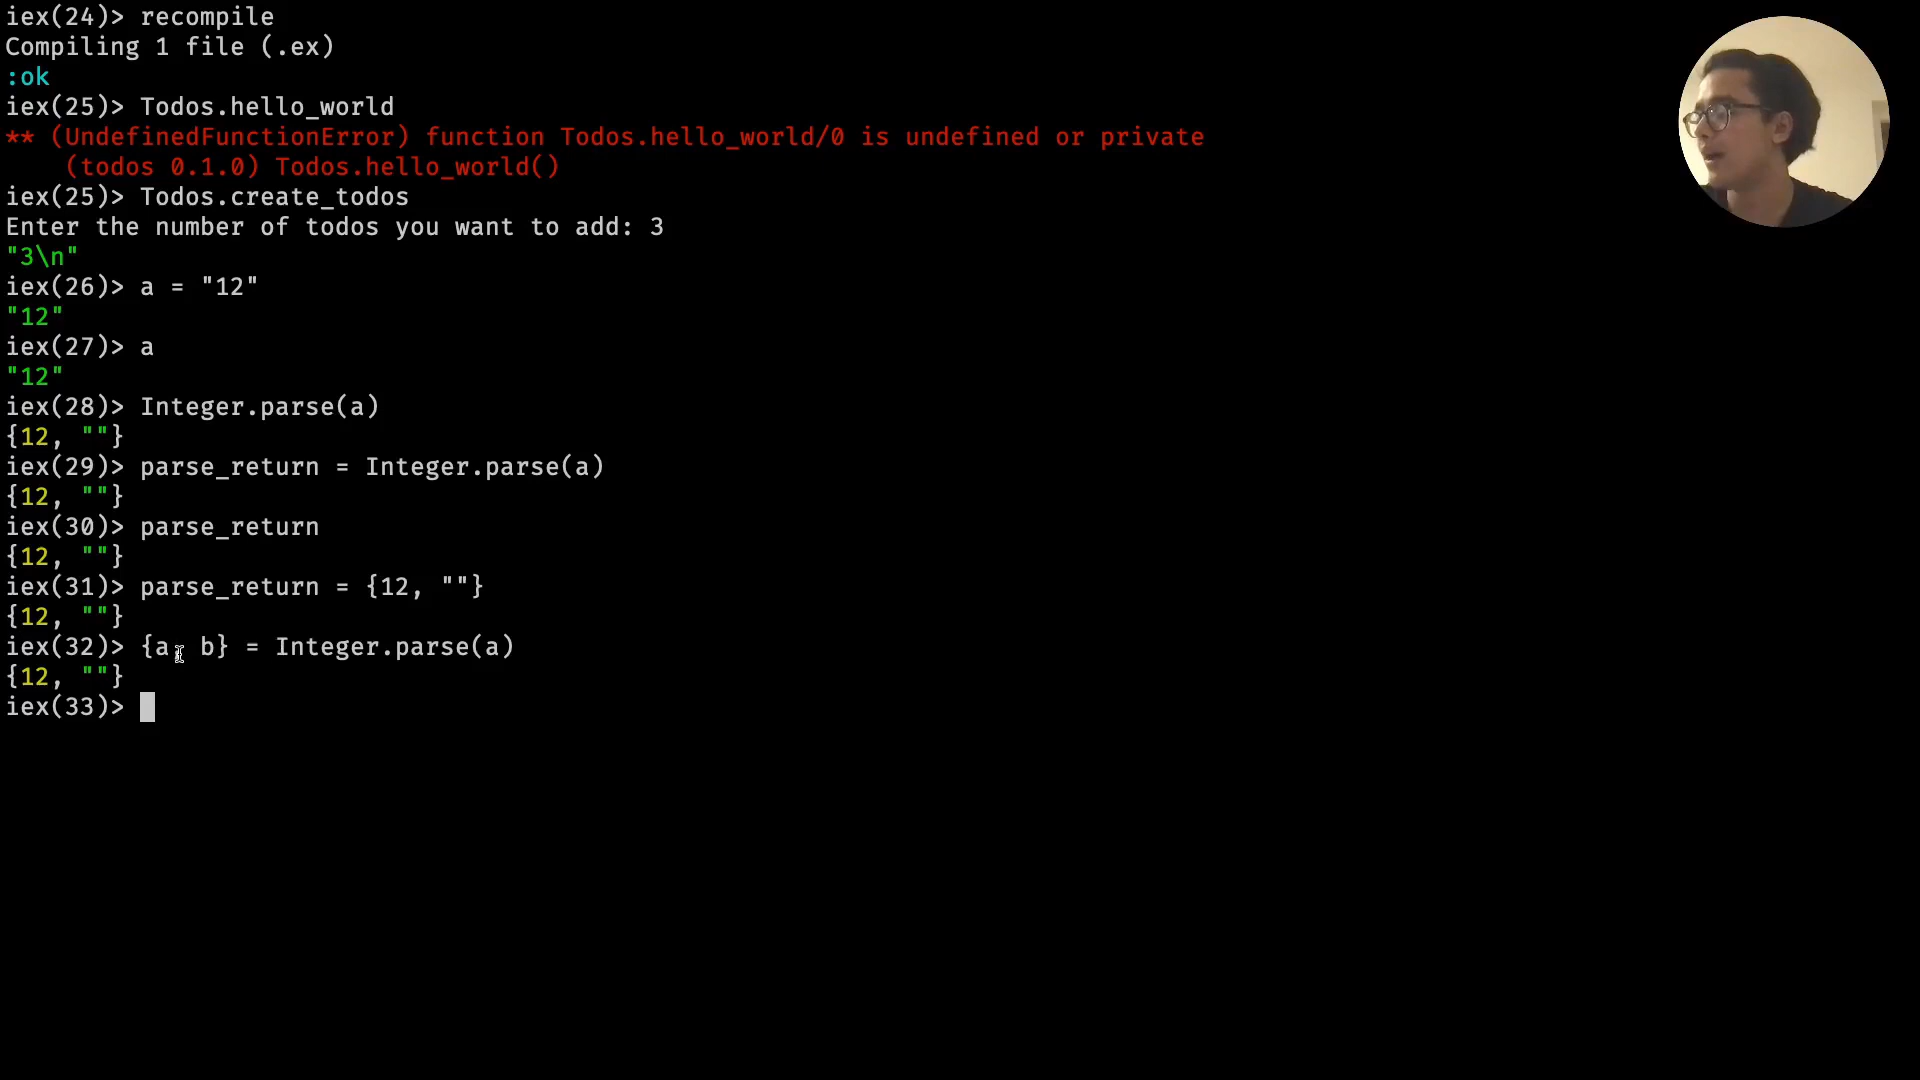 iex(24)> recompile
Compiling 1 file (.ex)
:ok
iex(25)> Todos.hello_world
** (UndefinedFunctionError) function Todos.hello_world/0 is undefined or private
    (todos 0.1.0) Todos.hello_world()
iex(25)> Todos.create_todos
Enter the number of todos you want to add: 3
"3\n"
iex(26)> a = "12"
"12"
iex(27)> a
"12"
iex(28)> Integer.parse(a)
{12, ""}
iex(29)> parse_return = Integer.parse(a)
{12, ""}
iex(30)> parse_return
{12, ""}
iex(31)> parse_return = {12, ""}
{12, ""}
iex(32)> {a, b} = Integer.parse(a)
{12, ""}
iex(33)>